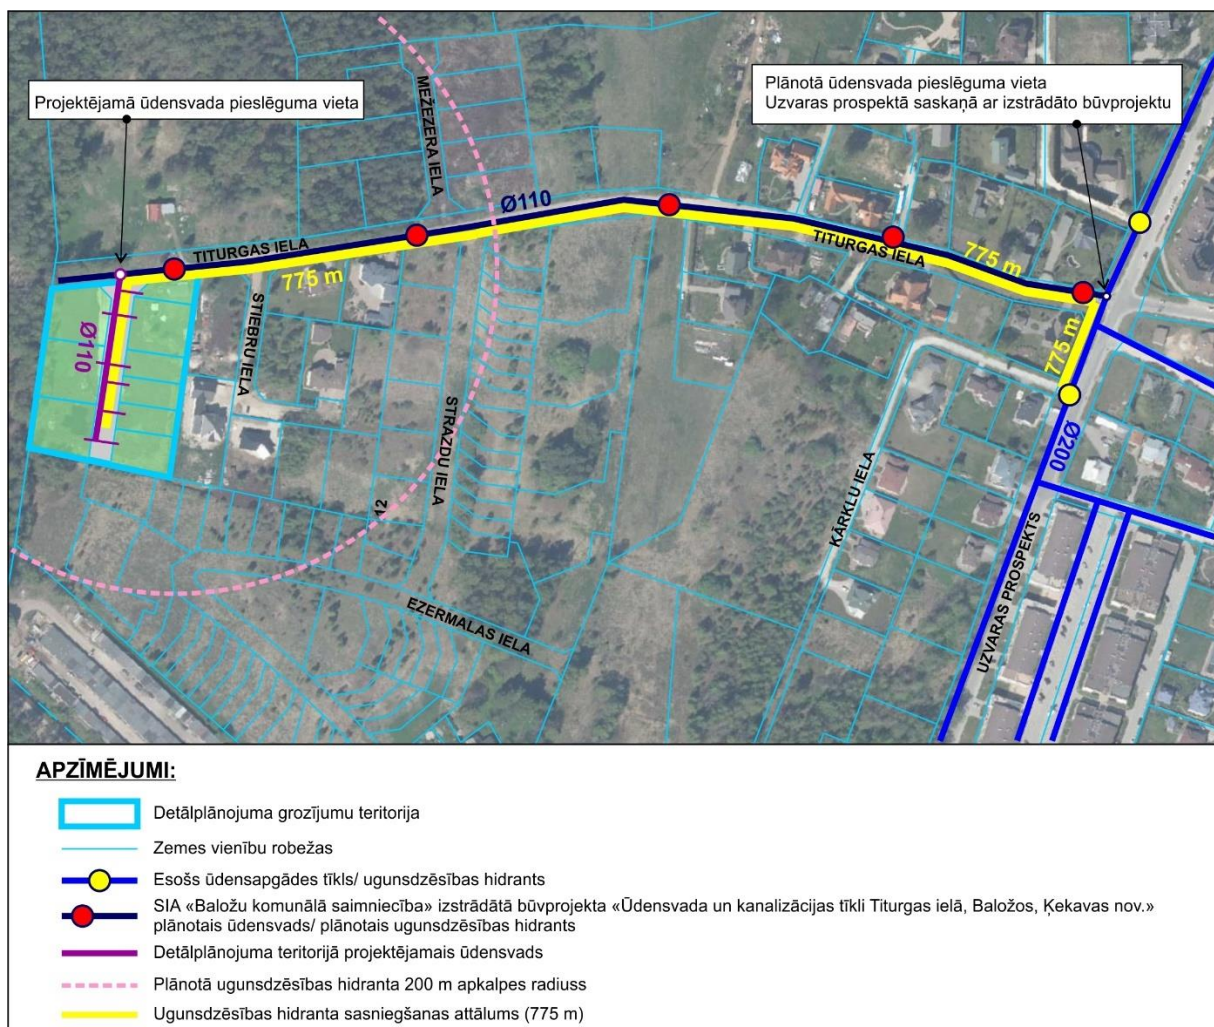 Projektējamā ūdensvada pieslēguma vieta
Plānotā ūdensvada pieslēguma vieta
Uzvaras prospektā saskaņā ar izstrādāto būvprojektu
MEŽEZERA IELA
Ø110
TITURGAS IELA
775 m
TITURGAS IELA
775 m
775 m
Ø110
STIEBRU IELA
STRAZDU IELA
12
KĀRKLU IELA
Ø200
UZVARAS PROSPEKTS
EZERMALAS IELA
APZĪMĒJUMI:
Detālplānojuma grozījumu teritorija
Zemes vienību robežas
Esošs ūdensapgādes tīkls/ ugunsdzēsības hidrants
SIA «Baložu komunālā saimniecība» izstrādātā būvprojekta «Ūdensvada un kanalizācijas tīkli Titurgas ielā, Baložos, Ķekavas nov.»
plānotais ūdensvads/ plānotais ugunsdzēsības hidrants
Detālplānojuma teritorijā projektējamais ūdensvads
Plānotā ugunsdzēsības hidranta 200 m apkalpes radiuss
Ugunsdzēsības hidranta sasniegšanas attālums (775 m)